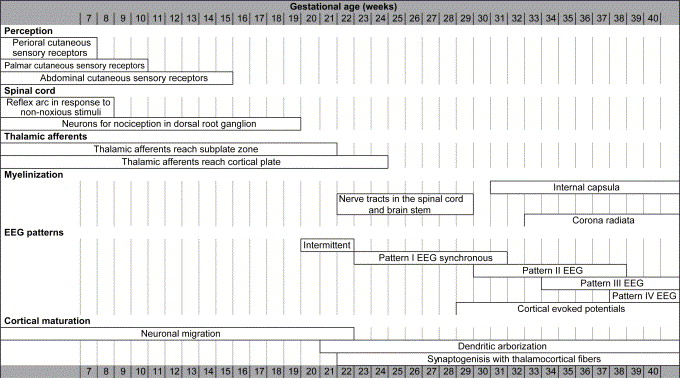 Gestational age (weeks)
7 8 9 10 11 12 13 14 15 16 17 18 19 20 21 22 23 24 25 26 27 28 29 30 31 32 33 34 35 36 37 38 39 40
Perception
Perioral cutaneous
sensory receptors
Palmar cutaneous sensory receptors
Abdominal cutaneous sensory receptors
Spinal cord
Reflex arc in response to
non-noxious stimuli
Neurons for nociception in dorsal root ganglion
Thalamic afferents
Thalamic afferents reach subplate zone
Thalamic afferents reach cortical plate
Myelinization
Internal capsula
Nerve tracts in the spinal cord
and brain stem
Corona radiata
EEG patterns
Intermittent
Pattern I EEG synchronous
Pattern II EEG
Pattern III EEG
Pattern IV EEG
Cortical evoked potentials
Cortical maturation
Neuronal migration
Dendritic arborization
Synaptogenisis with thalamocortical fibers
7 8 9 10 11 12 13 14 15 16 17 18 19 20 21 22 23 24 25 26 27 28 29 30 31 32 33 34 35 36 37 38 39 40